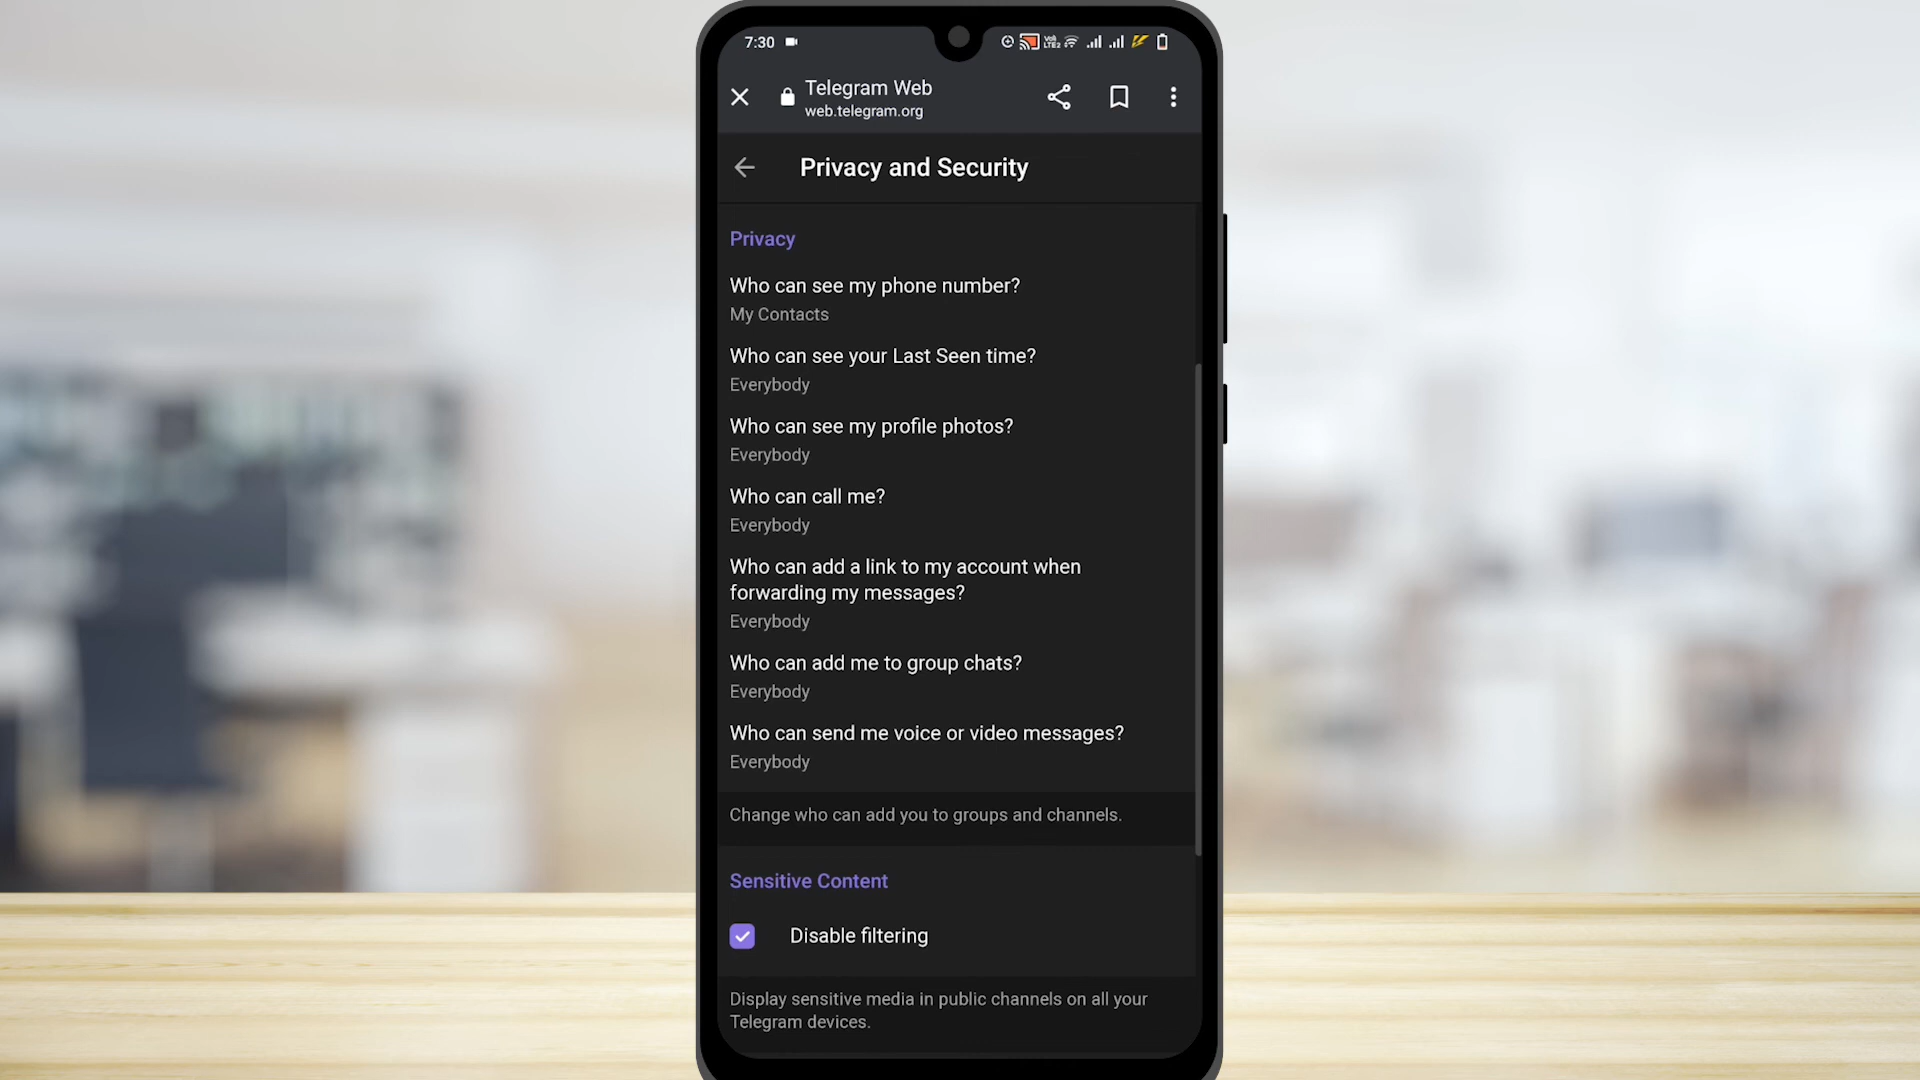 7:30
Telegram Web
web.telegram.org
Privacy and Security
Privacy
Who can see my phone number?
My Contacts
Who can see your Last Seen time?
Everybody
Who can see my profile photos?
Everybody
Who can call me?
Everybody
Who can add a link to my account when
forwarding my messages?
Everybody
Who can add me to group chats?
Everybody
Who can send me voice or video messages?
Everybody
Change who can add you to groups and channels.
Sensitive Content
Disable filtering
Display sensitive media in public channels on all your
Telegram devices.